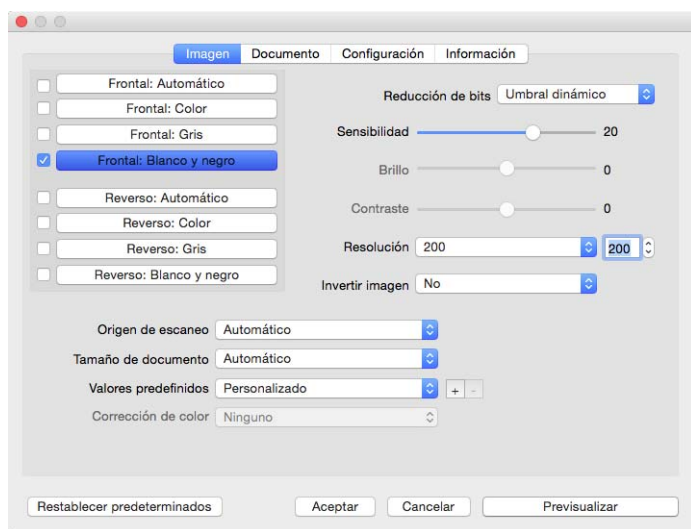 Imagen Documento Configuración Información
Frontal: Automático
Frontal: Color
Frontal: Gris
Frontal: Blanco y negro
Reverso: Automático
Reverso: Color
Reverso: Gris
Reverso: Blanco y negro
Reducción de bits Umbral dinámico
Sensibilidad 20
Brillo 0
Contraste 0
Resolución 200 200
Invertir imagen No
Origen de escaneo Automático
Tamaño de documento Automático
Valores predefinidos Personalizado + -
Corrección de color Ninguno
Restablecer predeterminados Aceptar Cancelar Previsualizar